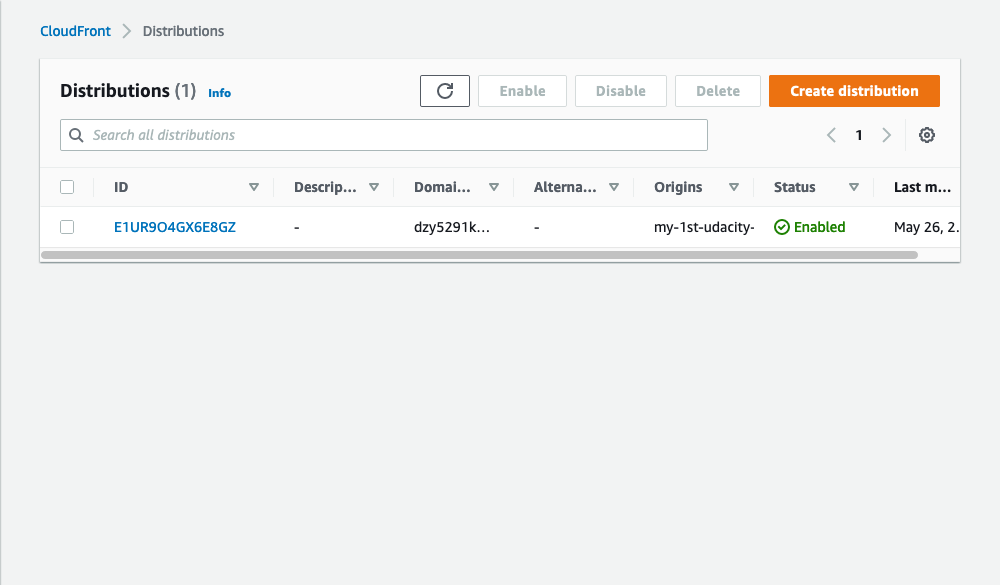 CloudFront Distributions
Distributions (1) Info Enable Disable Delete Create distribution
Search all distributions 1
ID Descrip... Domai... Alterna... Origins Status Last m...
E1UR9O4GX6E8GZ - dzy5291k... - my-1st-udacity- Enabled May 26, 2.